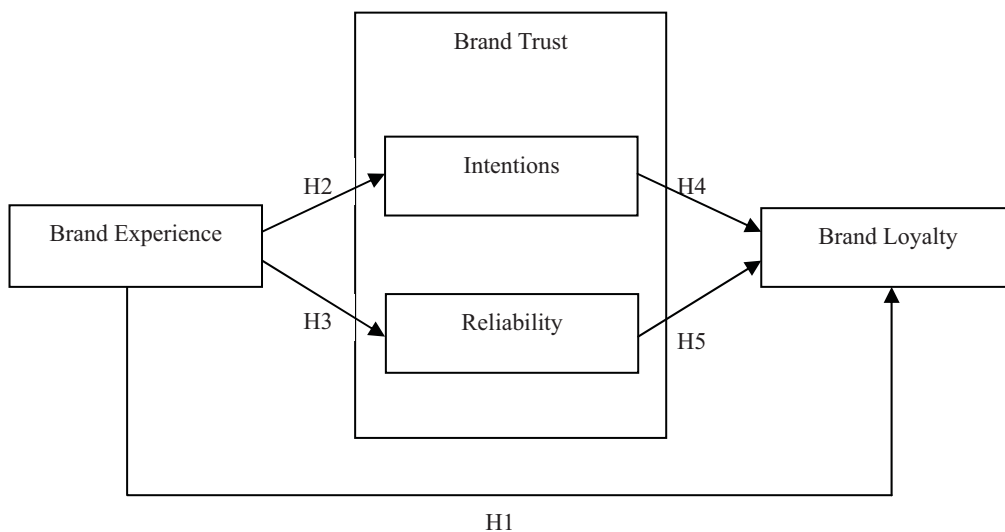 Brand Trust
Intentions
H2
H4
Brand Experience
Brand Loyalty
Reliability
H3
H5
H1